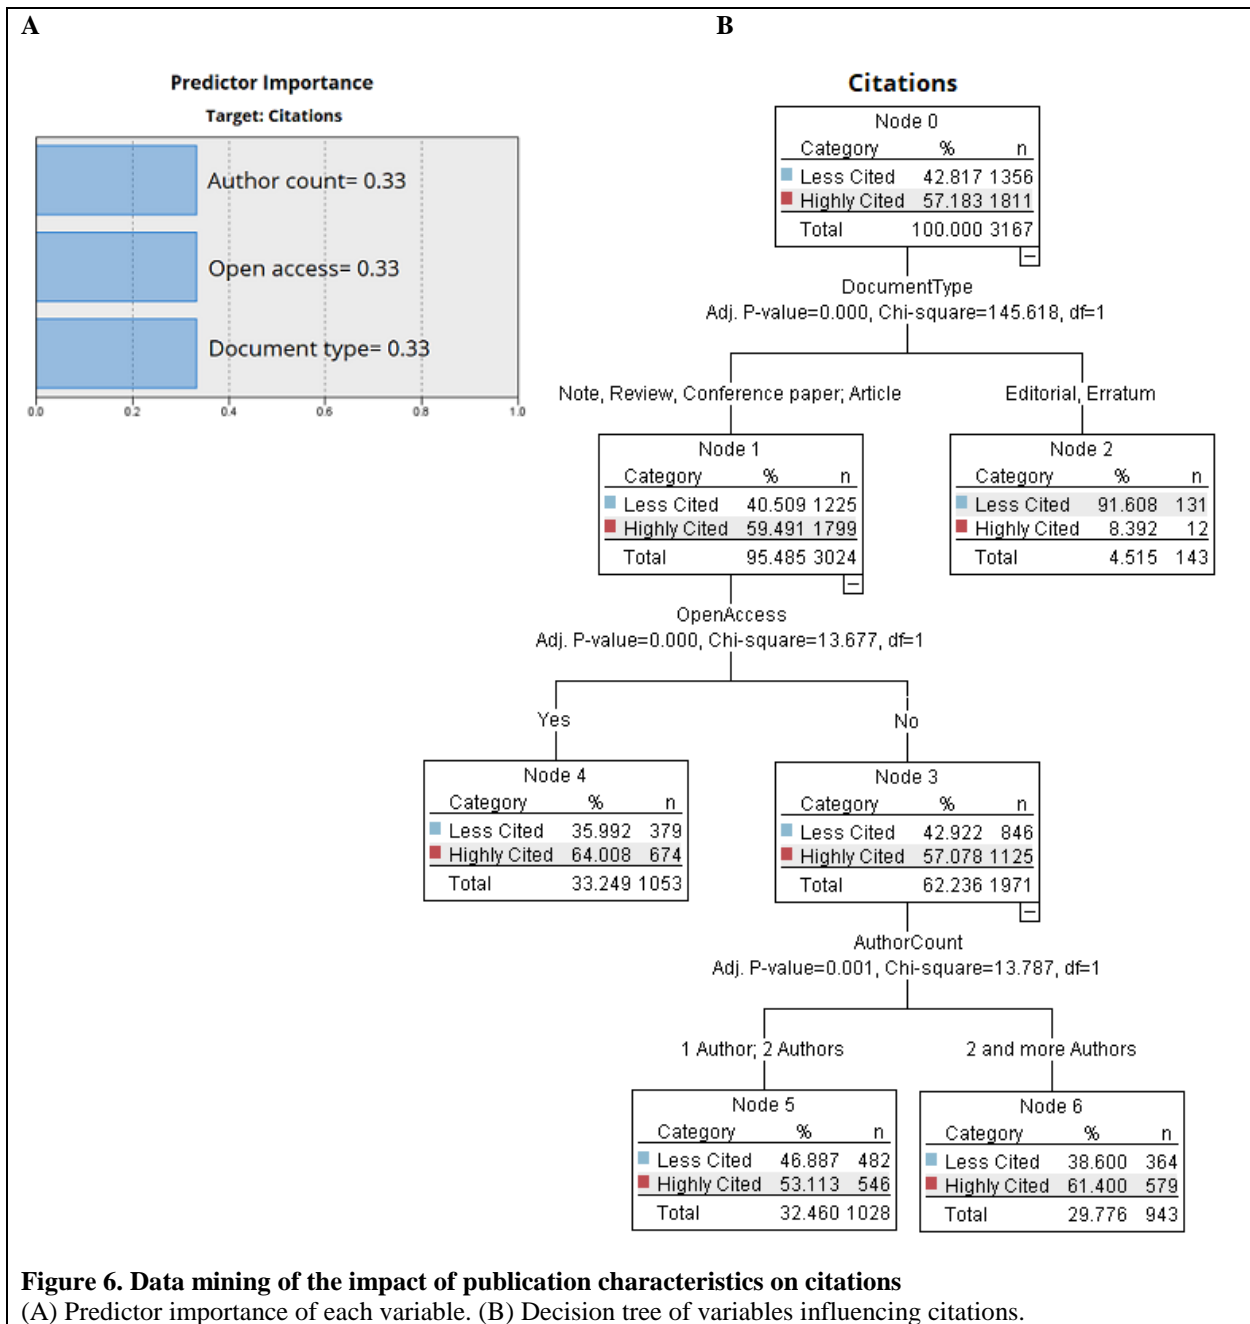 A
B
Predictor Importance
Target: Citations
Author count= 0.33
Open access= 0.33
Document type= 0.33
0.0 0.2 0.4 0.6 0.8 1.0
Citations
Node 0
Category % n
Less Cited 42.817 1356
Highly Cited 57.183 1811
Total 100.000 3167
DocumentType
Adj. P-value=0.000, Chi-square=145.618, df=1
Note, Review, Conference paper; Article
Editorial, Erratum
Node 1
Category % n
Less Cited 40.509 1225
Highly Cited 59.491 1799
Total 95.485 3024
Node 2
Category % n
Less Cited 91.608 131
Highly Cited 8.392 12
Total 4.515 143
OpenAccess
Adj. P-value=0.000, Chi-square=13.677, df=1
Yes
No
Node 4
Category % n
Less Cited 35.992 379
Highly Cited 64.008 674
Total 33.249 1053
Node 3
Category % n
Less Cited 42.922 846
Highly Cited 57.078 1125
Total 62.236 1971
AuthorCount
Adj. P-value=0.001, Chi-square=13.787, df=1
1 Author; 2 Authors
2 and more Authors
Node 5
Category % n
Less Cited 46.887 482
Highly Cited 53.113 546
Total 32.460 1028
Node 6
Category % n
Less Cited 38.600 364
Highly Cited 61.400 579
Total 29.776 943
Figure 6. Data mining of the impact of publication characteristics on citations
(A) Predictor importance of each variable. (B) Decision tree of variables influencing citations.